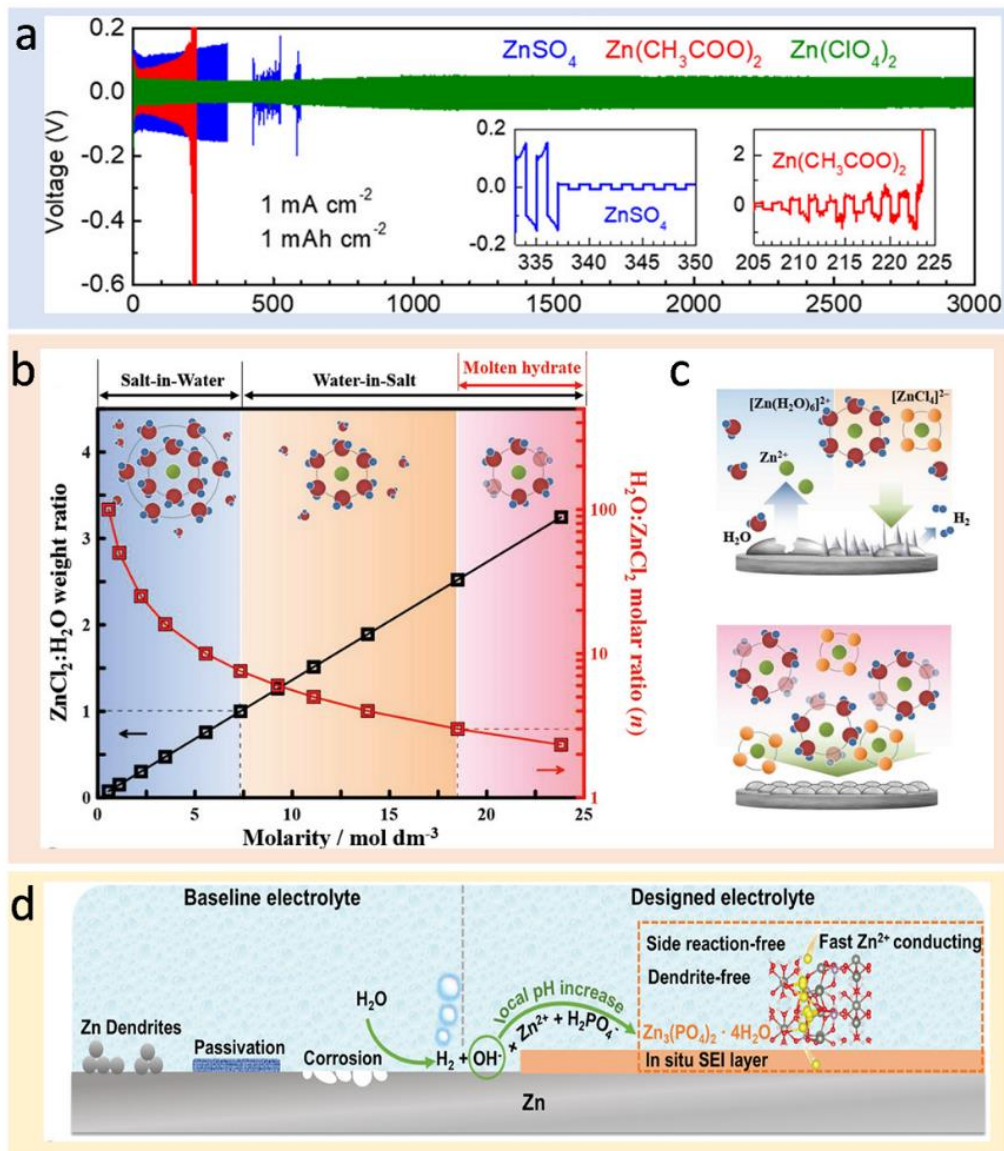 a
0.2
0.0
-0.2
-0.4
-0.6
Voltage (V)
ZnSO₄ Zn(CH₃COO)₂ Zn(ClO₄)₂
1 mA cm⁻²
1 mAh cm⁻²
0.2
0.0
-0.2
ZnSO₄
335 340 345 350
2
0
Zn(CH₃COO)₂
205 210 215 220 225
0 500 1000 1500 2000 2500 3000
b
Salt-in-Water
Water-in-Salt
Molten hydrate
4
3
2
1
0
ZnCl₂:H₂O weight ratio
100
10
1
H₂O:ZnCl₂ molar ratio (n)
0 5 10 15 20 25
Molarity / mol dm⁻³
c
[Zn(H₂O)₆]²⁺
[ZnCl₄]²⁻
Zn²⁺
H₂O
H₂
d
Baseline electrolyte
Designed electrolyte
Zn Dendrites
Passivation
Corrosion
H₂O
H₂ + OH⁻
local pH increase
+ Zn²⁺ + H₂PO₄⁻
Side reaction-free
Fast Zn²⁺ conducting
Dendrite-free
Zn₃(PO₄)₂ · 4H₂O
In situ SEI layer
Zn